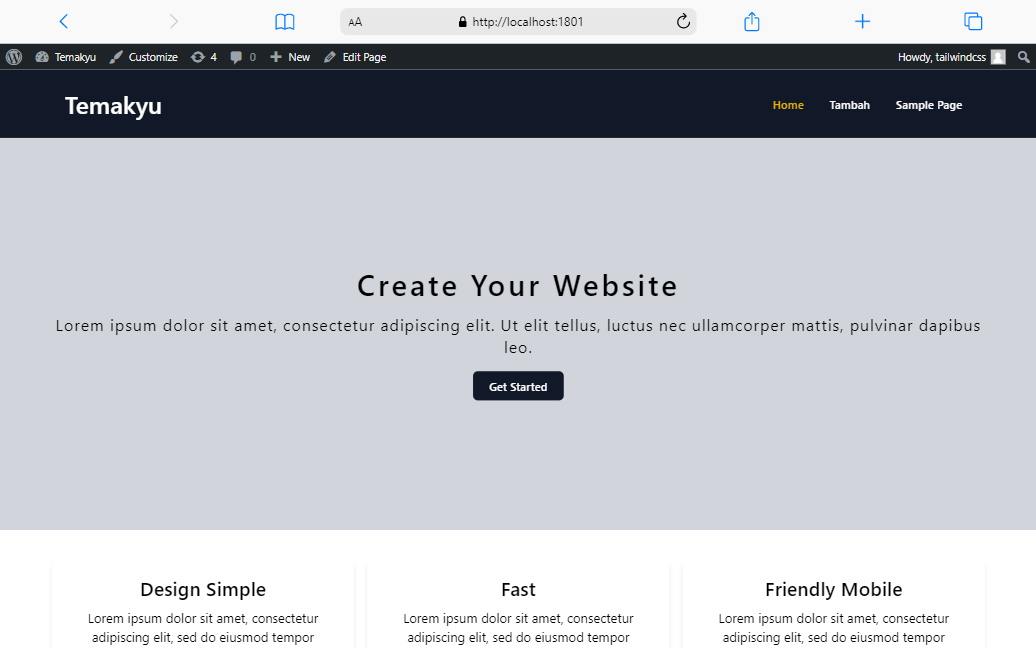 AA http://localhost:1801
Temakyu Customize 4 0 New Edit Page Howdy, tailwindcss
Temakyu Home Tambah Sample Page
Create Your Website
Lorem ipsum dolor sit amet, consectetur adipiscing elit. Ut elit tellus, luctus nec ullamcorper mattis, pulvinar dapibus
leo.
Get Started
Design Simple
Lorem ipsum dolor sit amet, consectetur
adipiscing elit, sed do eiusmod tempor
Fast
Lorem ipsum dolor sit amet, consectetur
adipiscing elit, sed do eiusmod tempor
Friendly Mobile
Lorem ipsum dolor sit amet, consectetur
adipiscing elit, sed do eiusmod tempor